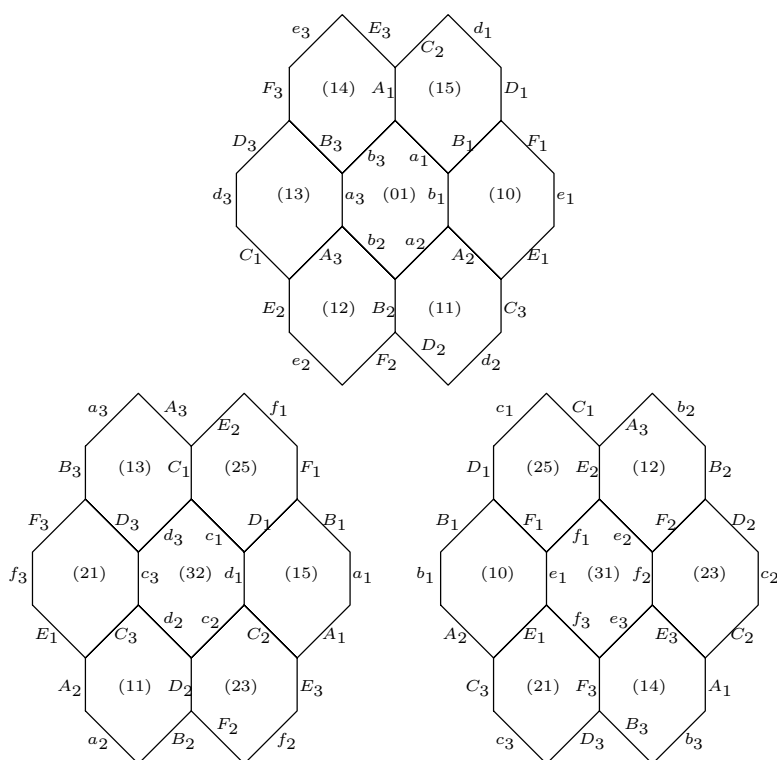 e3 E3 d1
C2
F3 (14) A1 (15) D1
D3 B3 B1 F1
b3 a1
d3 (13) a3 (01) b1 (10) e1
b2 a2
C1 A3 A2 E1
E2 (12) B2 (11) C3
e2 F2 D2 d2
a3 A3 f1
E2
B3 (13) C1 (25) F1
F3 D3 D1 B1
d3 c1
f3 (21) c3 (32) d1 (15) a1
d2 c2
E1 C3 C2 A1
A2 (11) D2 (23) E3
a2 B2 F2 f2
c1 C1 b2
A3
D1 (25) E2 (12) B2
B1 F1 F2 D2
f1 e2
b1 (10) e1 (31) f2 (23) c2
f3 e3
A2 E1 E3 C2
C3 (21) F3 (14) A1
c3 D3 B3 b3